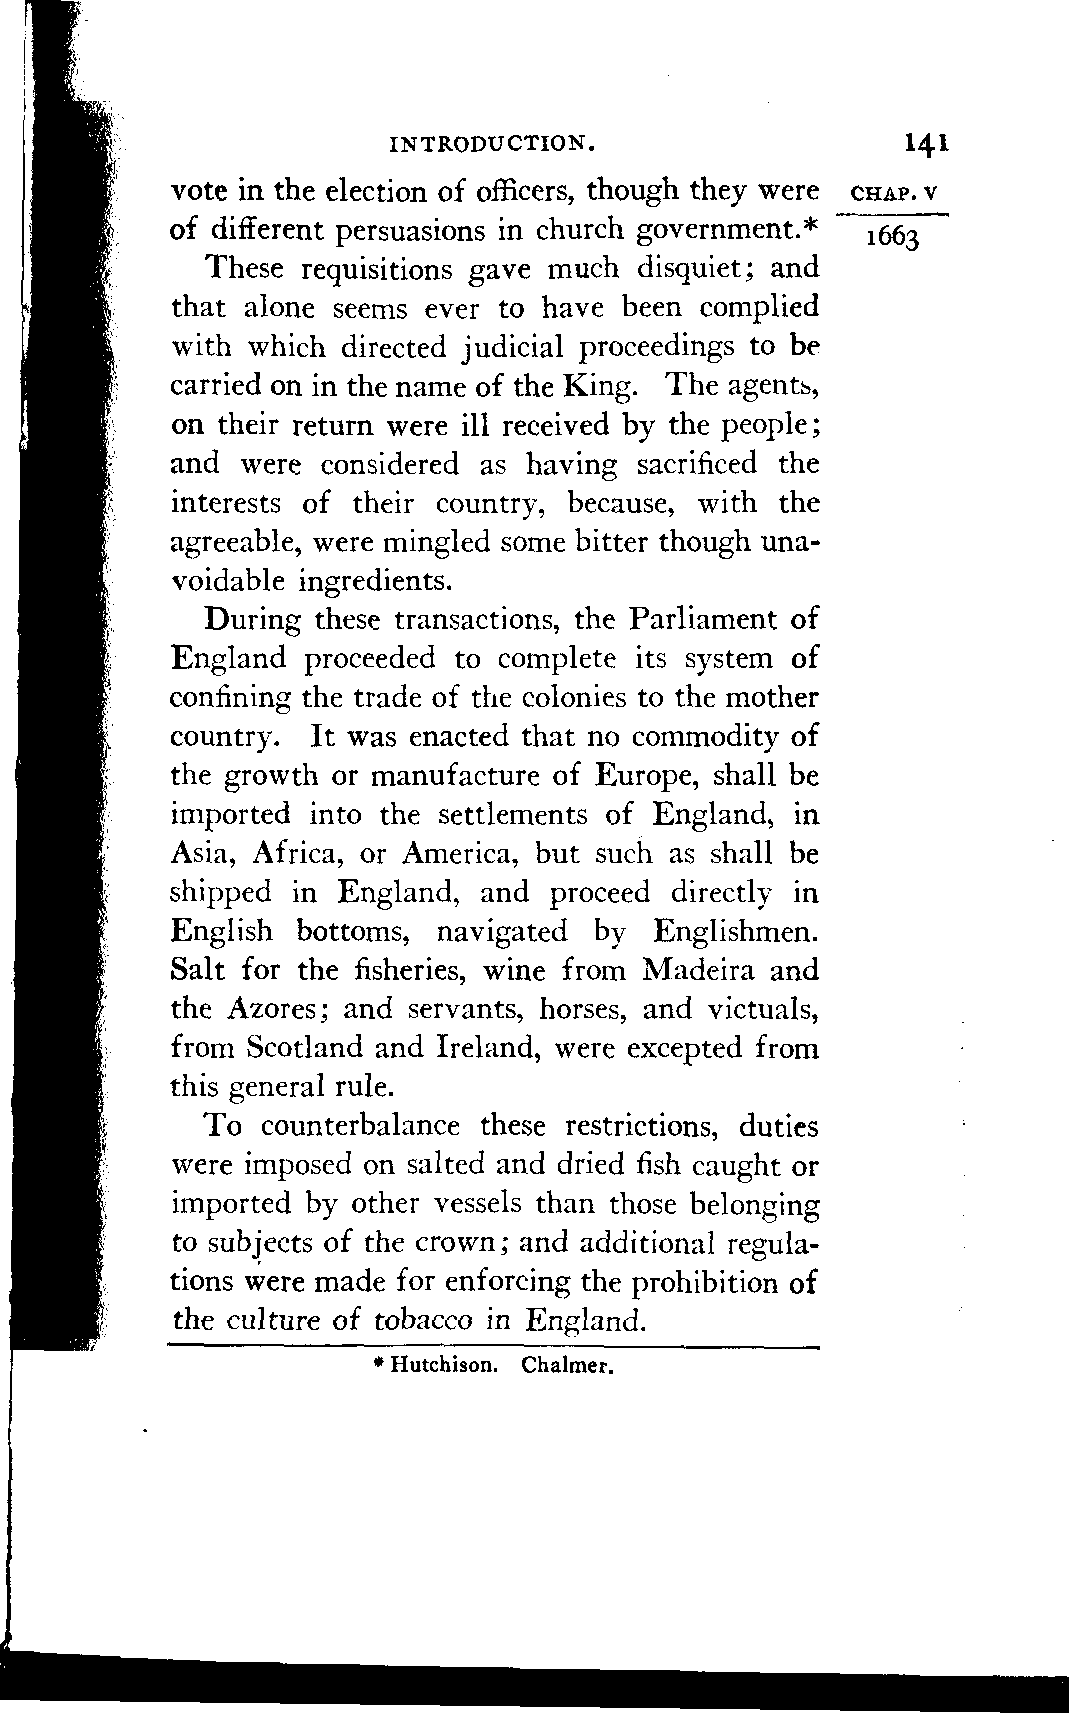 INTRODUCTION. 141
vote in the election of officers, though they were CHAP. V
of different persuasions in church government.* 1663
These requisitions gave much disquiet; and
that alone seems ever to have been complied
with which directed judicial proceedings to be
carried on in the name of the King. The agents,
on their return were ill received by the people;
and were considered as having sacrificed the
interests of their country, because, with the
agreeable, were mingled some bitter though una-
voidable ingredients.
During these transactions, the Parliament of
England proceeded to complete its system of
confining the trade of the colonies to the mother
country. It was enacted that no commodity of
the growth or manufacture of Europe, shall be
imported into the settlements of England, in
Asia, Africa, or America, but such as shall be
shipped in England, and proceed directly in
English bottoms, navigated by Englishmen.
Salt for the fisheries, wine from Madeira and
the Azores; and servants, horses, and victuals,
from Scotland and Ireland, were excepted from
this general rule.
To counterbalance these restrictions, duties
were imposed on salted and dried fish caught or
imported by other vessels than those belonging
to subjects of the crown; and additional regula-
tions were made for enforcing the prohibition of
the culture of tobacco in England.
* Hutchison. Chalmer.